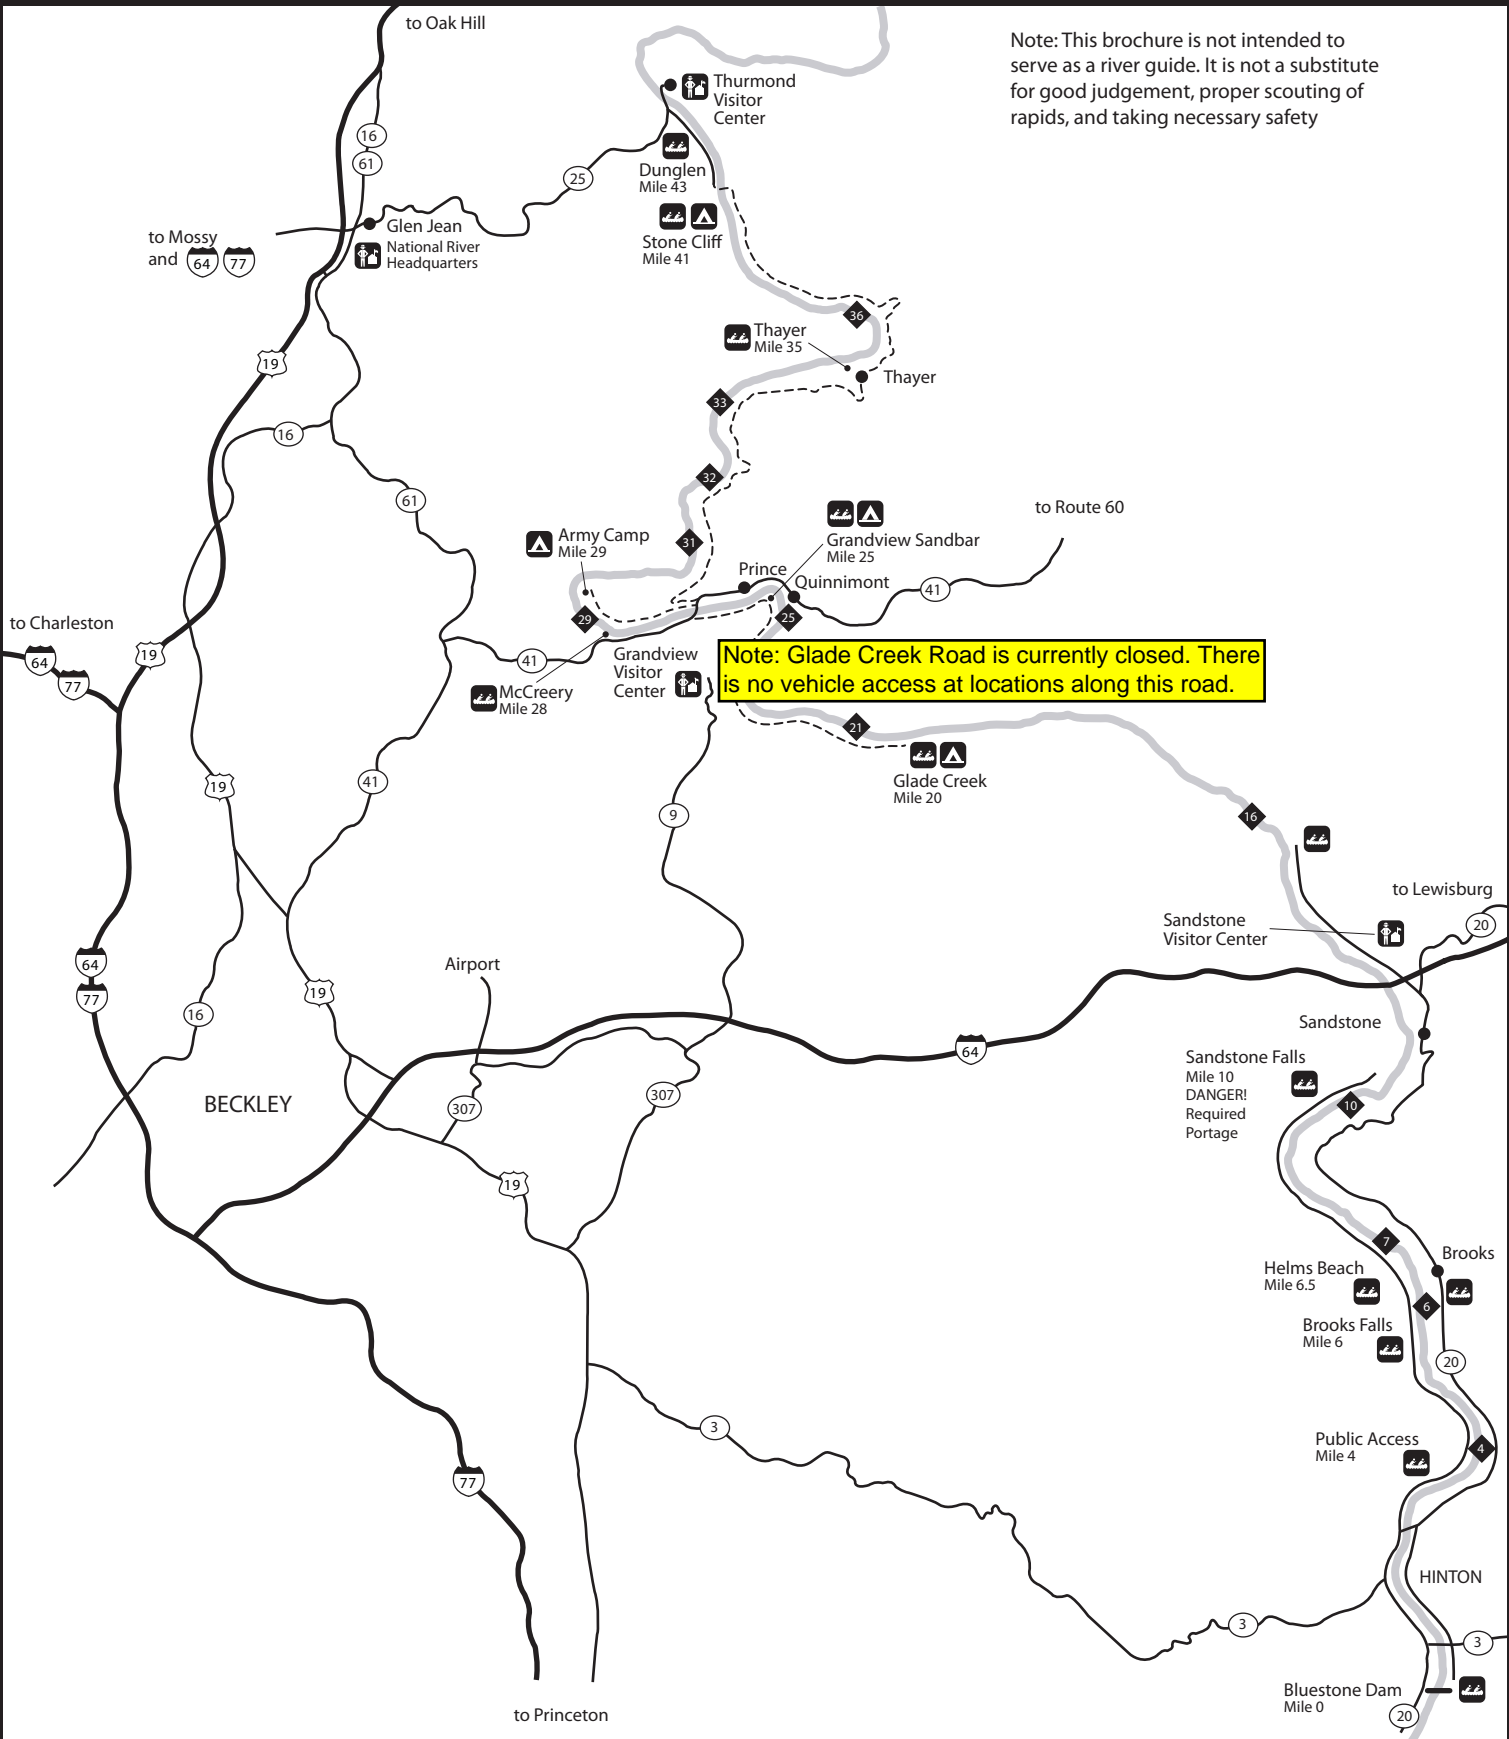 to Oak Hill
Note: This brochure is not intended to
serve as a river guide. It is not a substitute
for good judgement, proper scouting of
rapids, and taking necessary safety
Thurmond
Visitor
Center
16
61
25
Dunglen
Mile 43
Glen Jean
National River
Headquarters
to Mossy
and
64
77
Stone Cliff
Mile 41
36
Thayer
Mile 35
Thayer
19
33
16
32
61
to Route 60
Army Camp
Mile 29
31
Grandview Sandbar
Mile 25
Prince
Quinnimont
41
29
25
to Charleston
64
77
19
41
Grandview
Visitor
Center
Note: Glade Creek Road is currently closed. There
is no vehicle access at locations along this road.
McCreery
Mile 28
21
Glade Creek
Mile 20
19
41
9
16
to Lewisburg
20
Sandstone
Visitor Center
64
77
Airport
19
16
Sandstone
64
Sandstone Falls
Mile 10
DANGER!
Required
Portage
10
BECKLEY
307
307
19
7
Brooks
Helms Beach
Mile 6.5
6
Brooks Falls
Mile 6
20
3
Public Access
Mile 4
4
77
HINTON
3
3
Bluestone Dam
Mile 0
20
to Princeton